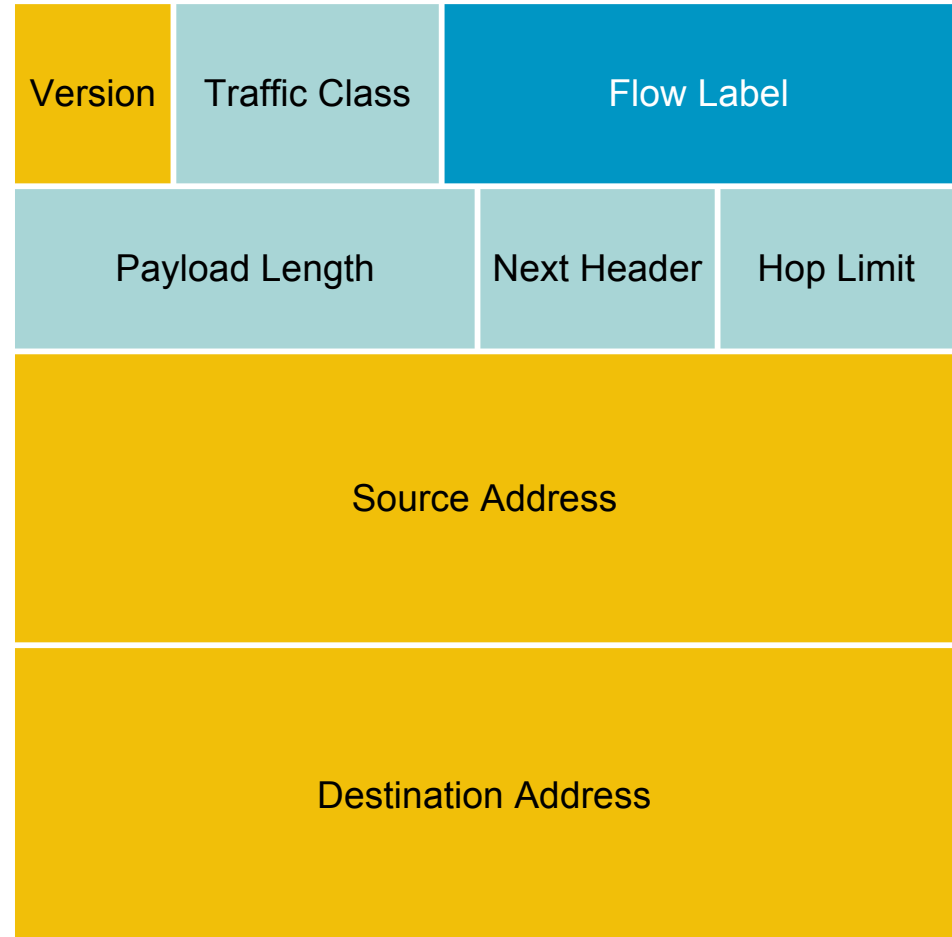 Version
Traffic Class
Flow Label
Payload Length
Next Header
Hop Limit
Source Address
Destination Address